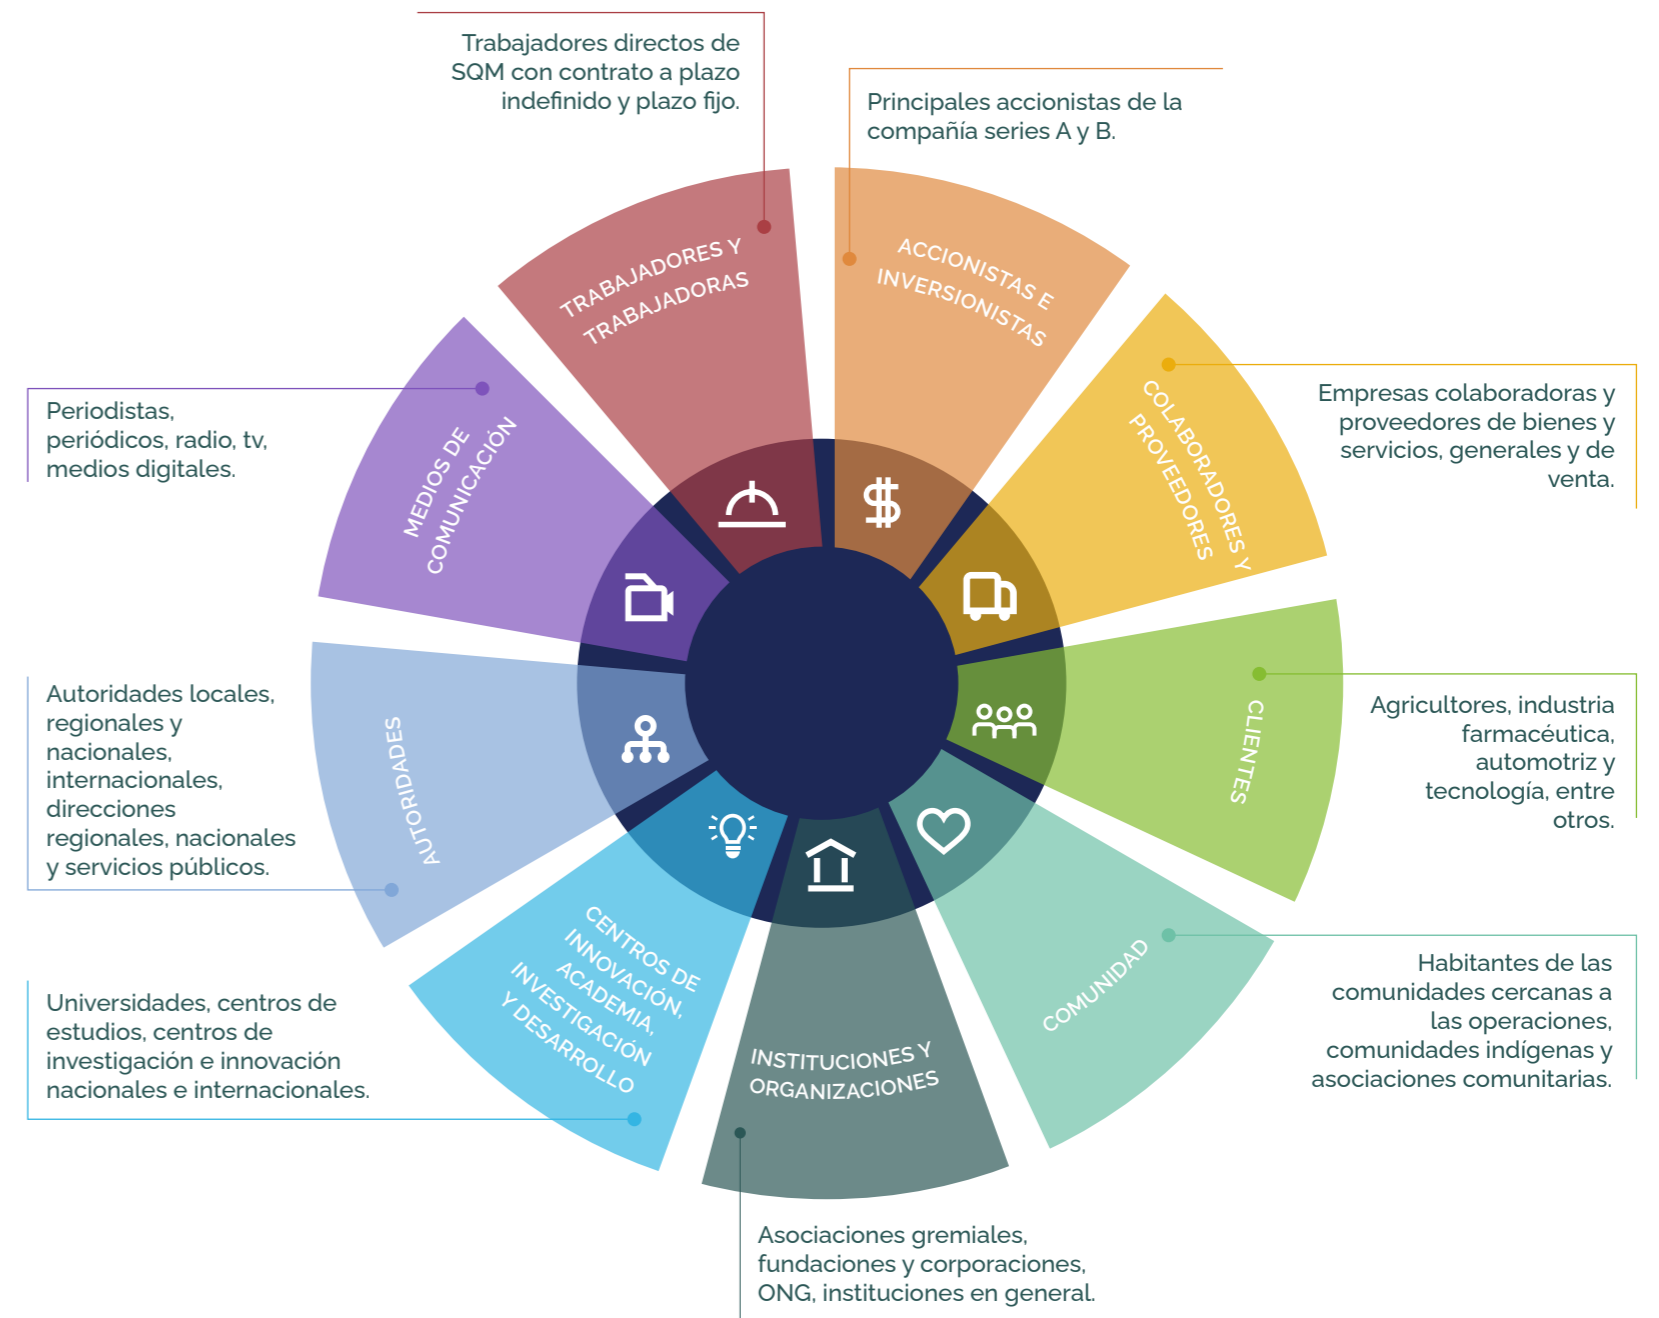 Trabajadores directos de
SQM con contrato a plazo
indefinido y plazo fijo.
TRABAJADORES Y
TRABAJADORAS
Principales accionistas de la
compañía series A y B.
ACCIONISTAS E
INVERSIONISTAS
Empresas colaboradoras y
proveedores de bienes y
servicios, generales y de
venta.
COLABORADORES Y
PROVEEDORES
Agricultores, industria
farmacéutica,
automotriz y
tecnología, entre
otros.
CLIENTES
Habitantes de las
comunidades cercanas a
las operaciones,
comunidades indígenas y
asociaciones comunitarias.
COMUNIDAD
INSTITUCIONES Y
ORGANIZACIONES
Asociaciones gremiales,
fundaciones y corporaciones,
ONG, instituciones en general.
CENTROS DE
INNOVACIÓN,
ACADEMIA,
INVESTIGACIÓN
Y DESARROLLO
Universidades, centros de
estudios, centros de
investigación e innovación
nacionales e internacionales.
AUTORIDADES
Autoridades locales,
regionales y
nacionales,
internacionales,
direcciones
regionales, nacionales
y servicios públicos.
MEDIOS DE
COMUNICACIÓN
Periodistas,
periódicos, radio, tv,
medios digitales.